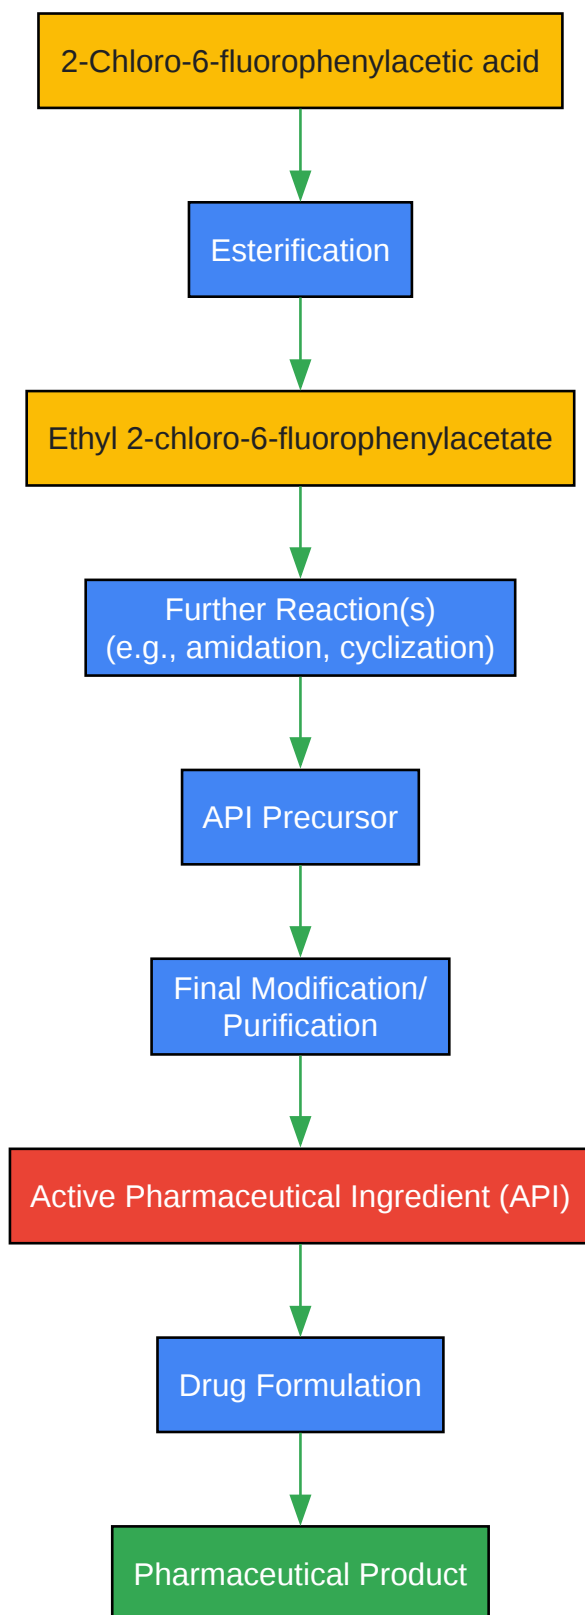 2-Chloro-6-fluorophenylacetic acid
Esterification
Ethyl 2-chloro-6-fluorophenylacetate
Further Reaction(s)
(e.g., amidation, cyclization)
API Precursor
Final Modification/
Purification
Active Pharmaceutical Ingredient (API)
Drug Formulation
Pharmaceutical Product